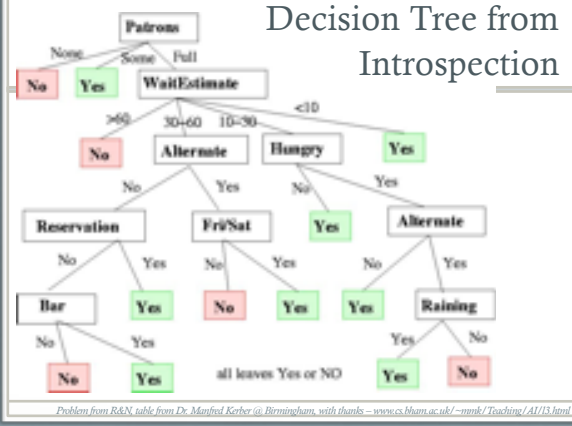 Decision Tree from
Introspection
Patrons
None Some Full
No Yes WaitEstimate
>60 30–60 10–30 <10
No Alternate Hungry Yes
No Yes No Yes
Reservation Fri/Sat Yes Alternate
No Yes No Yes No Yes
Bar Yes No Yes Yes Raining
No Yes Yes No
No Yes all leaves Yes or NO Yes No
Problem from R&N, table from Dr. Manfred Kerber @ Birmingham, with thanks – www.cs.bham.ac.uk/~mmk/Teaching/AI/l3.html